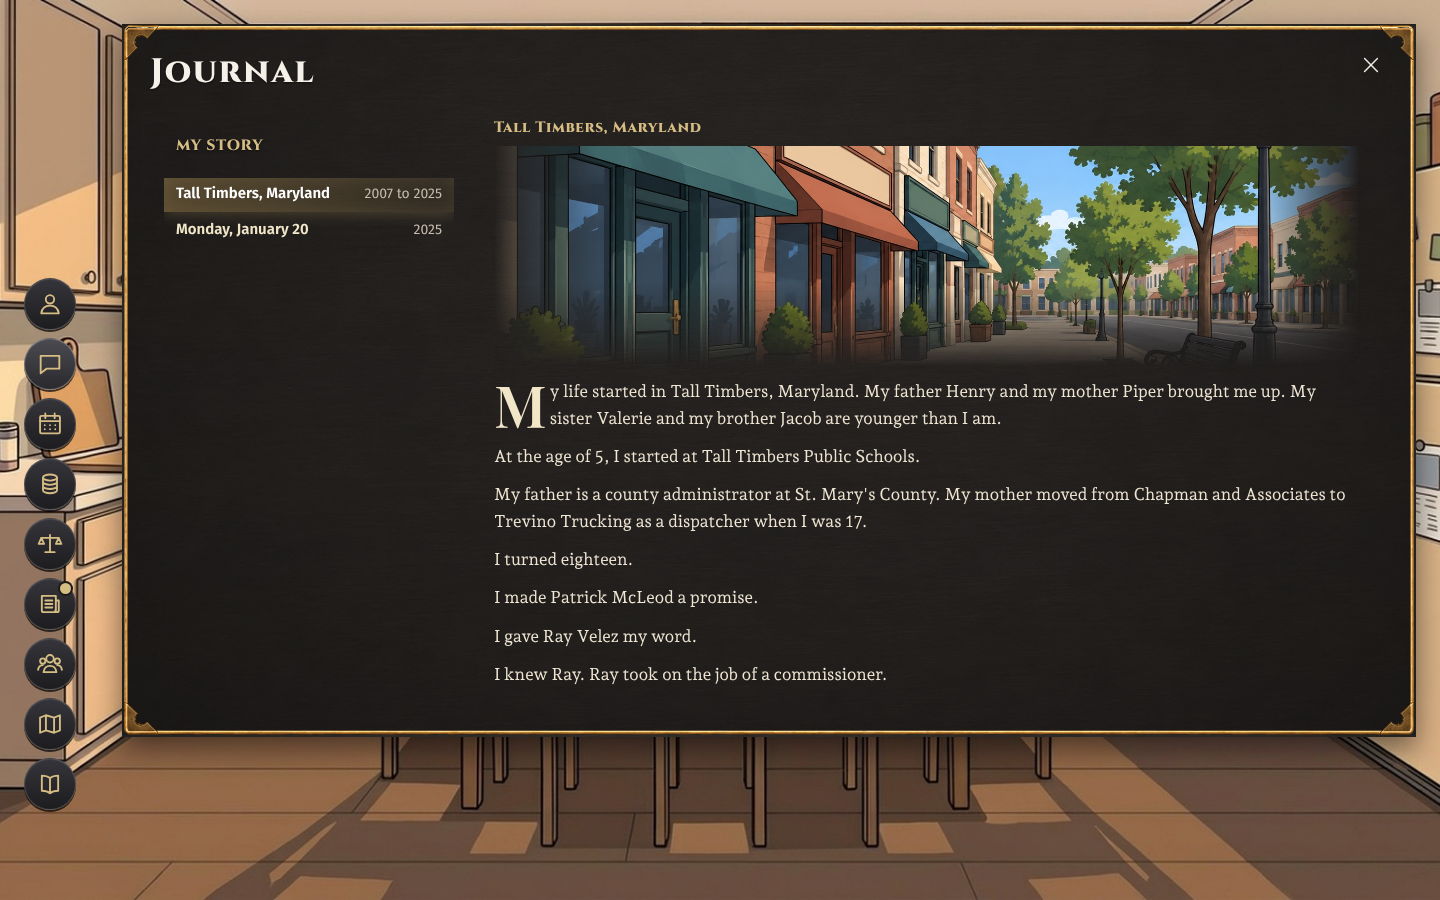 Journal
MY STORY
Tall Timbers, Maryland 2007 to 2025
Monday, January 20 2025
Tall Timbers, Maryland
My life started in Tall Timbers, Maryland. My father Henry and my mother Piper brought me up. My
sister Valerie and my brother Jacob are younger than I am.
At the age of 5, I started at Tall Timbers Public Schools.
My father is a county administrator at St. Mary's County. My mother moved from Chapman and Associates to
Trevino Trucking as a dispatcher when I was 17.
I turned eighteen.
I made Patrick McLeod a promise.
I gave Ray Velez my word.
I knew Ray. Ray took on the job of a commissioner.